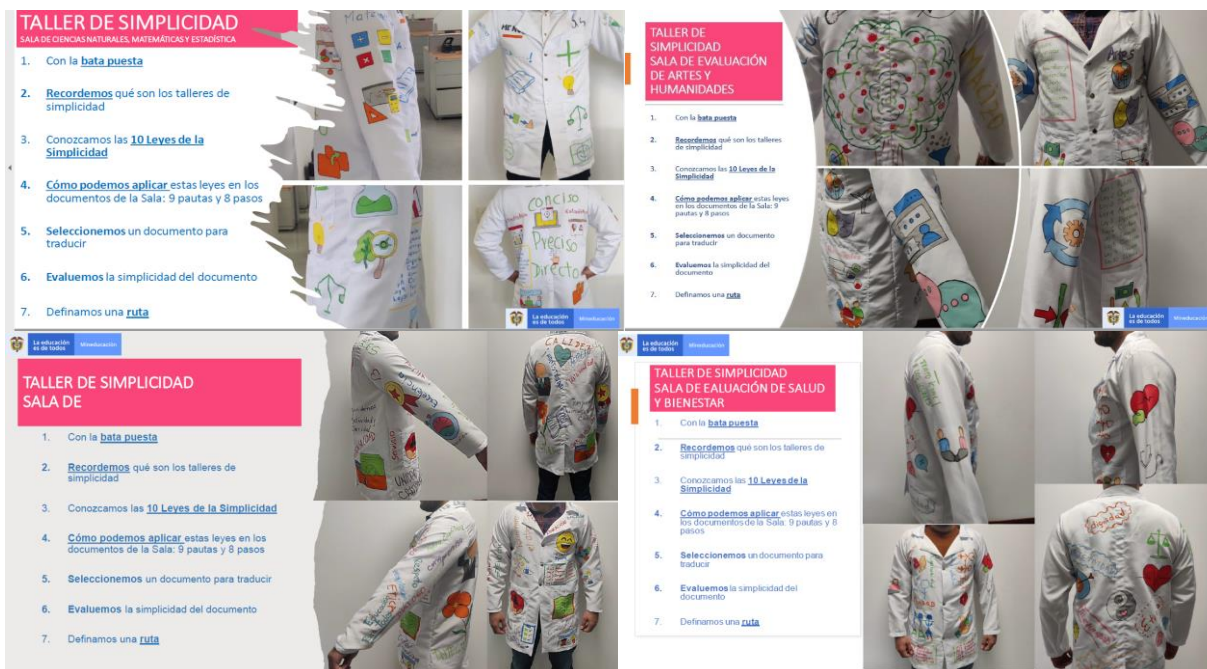 TALLER DE SIMPLICIDAD
SALA DE CIENCIAS NATURALES, MATEMÁTICAS Y ESTADÍSTICA
1. Con la bata puesta
2. Recordemos qué son los talleres de
simplicidad
3. Conozcamos las 10 Leyes de la
Simplicidad
4. Cómo podemos aplicar estas leyes en los
documentos de la Sala: 9 pautas y 8 pasos
5. Seleccionemos un documento para
traducir
6. Evaluemos la simplicidad del documento
7. Definamos una ruta
Conciso
Preciso
Directo
La educación
es de todos
Mineducación
TALLER DE
SIMPLICIDAD
SALA DE EVALUACIÓN
DE ARTES Y
HUMANIDADES
1. Con la bata puesta
2. Recordemos qué son los talleres
de simplicidad
3. Conozcamos las 10 Leyes de la
Simplicidad
4. Cómo podemos aplicar estas leyes
en los documentos de la Sala: 9
pautas y 8 pasos
5. Seleccionemos un documento
para traducir
6. Evaluemos la simplicidad del
documento
7. Definamos una ruta
Artes
La educación
es de todos
Mineducación
La educación
es de todos
Mineducación
TALLER DE SIMPLICIDAD
SALA DE
1. Con la bata puesta
2. Recordemos qué son los talleres de
simplicidad
3. Conozcamos las 10 Leyes de la Simplicidad
4. Cómo podemos aplicar estas leyes en los
documentos de la Sala: 9 pautas y 8 pasos
5. Seleccionemos un documento para traducir
6. Evaluemos la simplicidad del documento
7. Definamos una ruta
CALIDAD
Excelencia
La educación
es de todos
Mineducación
TALLER DE SIMPLICIDAD
SALA DE EALUACIÓN DE SALUD
Y BIENESTAR
1. Con la bata puesta
2. Recordemos qué son los talleres de
simplicidad
3. Conozcamos las 10 Leyes de la
Simplicidad
4. Cómo podemos aplicar estas leyes en
los documentos de la Sala: 9 pautas y 8
pasos
5. Seleccionemos un documento para
traducir
6. Evaluemos la simplicidad del
documento
7. Definamos una ruta
dignidad